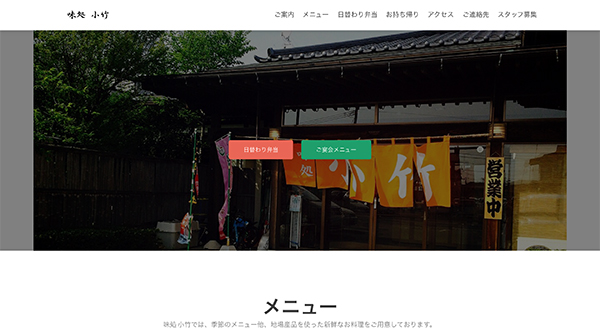 味処 小竹
ご案内 メニュー 日替わり弁当 お持ち帰り アクセス ご連絡先 スタッフ募集
日替わり弁当 ご宴会メニュー
処 小竹
営業中
メニュー
味処 小竹では、季節のメニュー他、地場産品を使った新鮮なお料理をご用意しております。